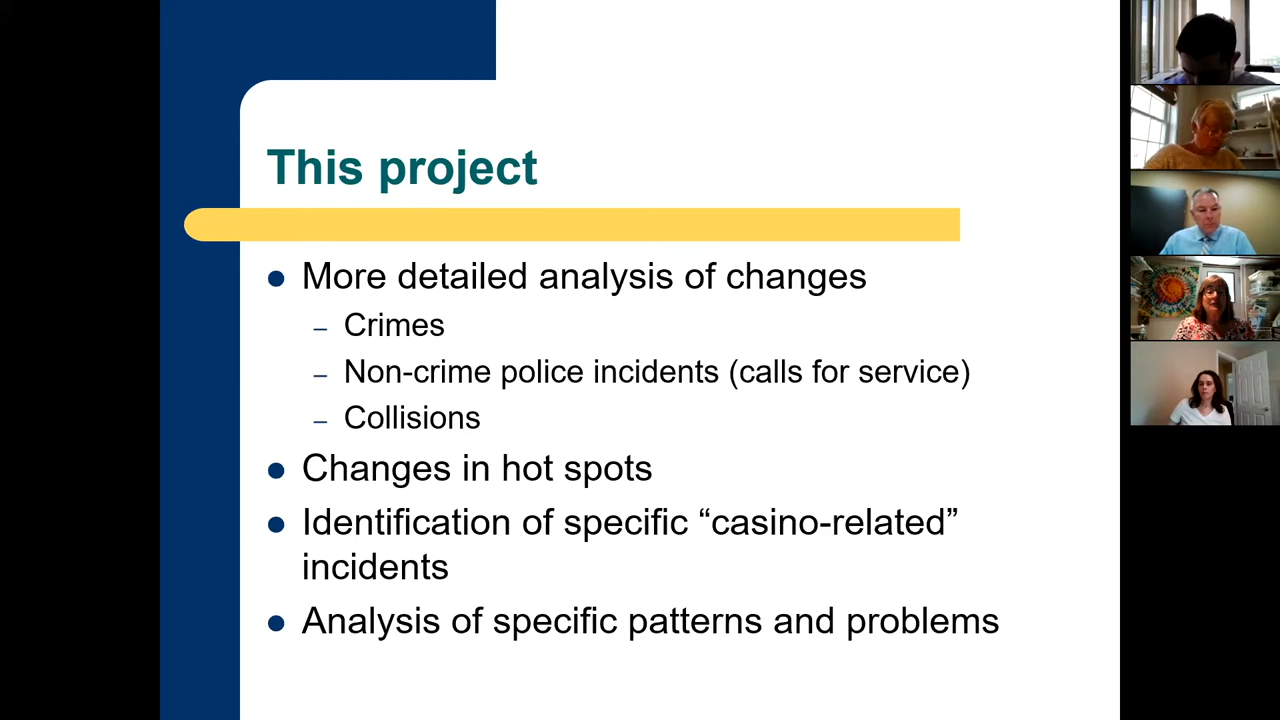 This project
● More detailed analysis of changes
– Crimes
– Non-crime police incidents (calls for service)
– Collisions
● Changes in hot spots
● Identification of specific “casino-related”
incidents
● Analysis of specific patterns and problems